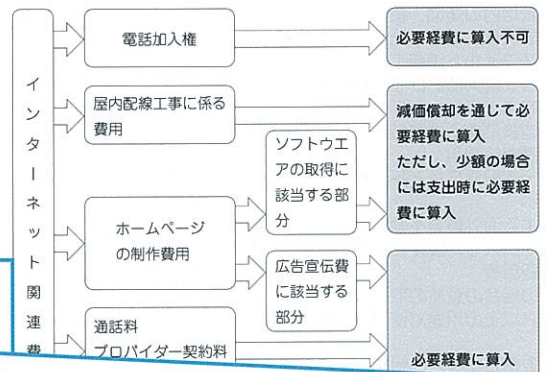 インターネット関連費
電話加入権
必要経費に算入不可
屋内配線工事に係る
費用
減価償却を通じて必
要経費に算入
ただし、少額の場合
には支出時に必要経
費に算入
ホームページ
の制作費用
ソフトウエ
アの取得に
該当する部
分
広告宣伝費
に該当する
部分
通話料
プロバイダー契約料
必要経費に算入